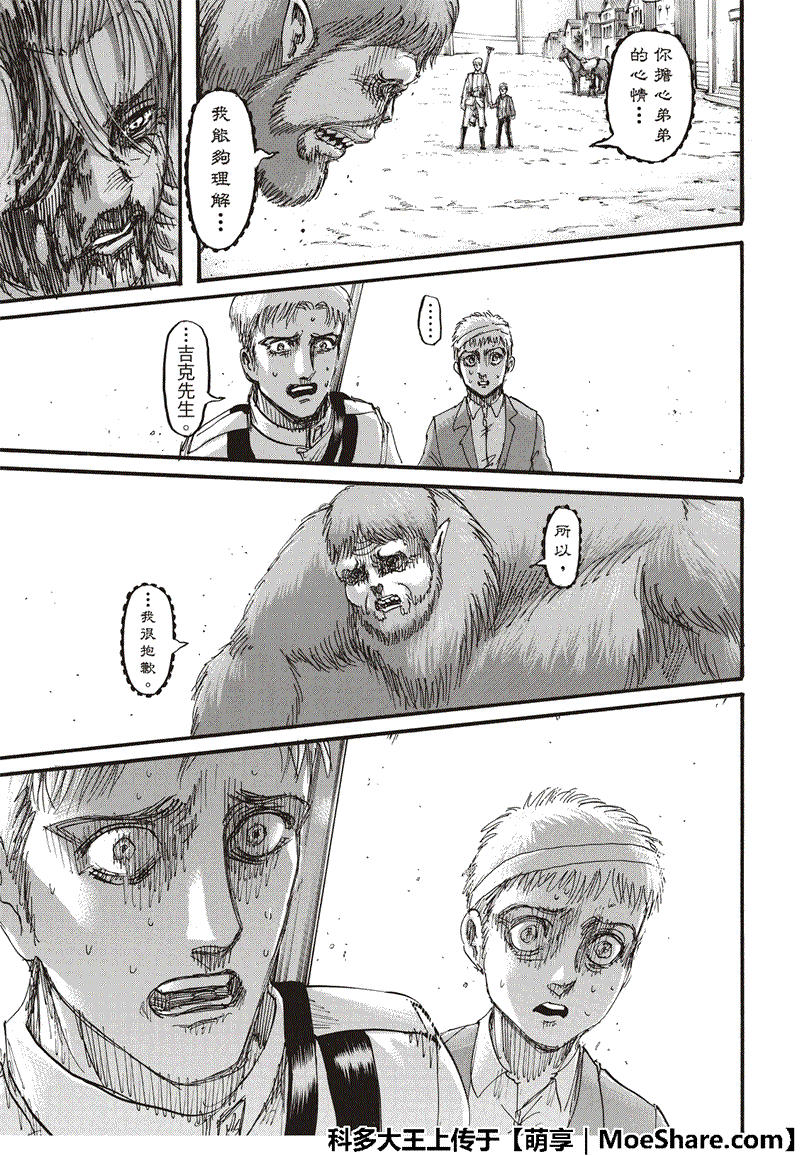 你擔心弟弟
的心情…
我能夠理解…
……
…吉克先生。
所以，
…我很抱歉。
科多大王上传于【萌享｜MoeShare.com】